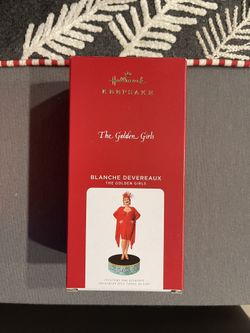 Hallmark
KEEPSAKE
The Golden Girls
BLANCHE DEVEREAUX
THE GOLDEN GIRLS